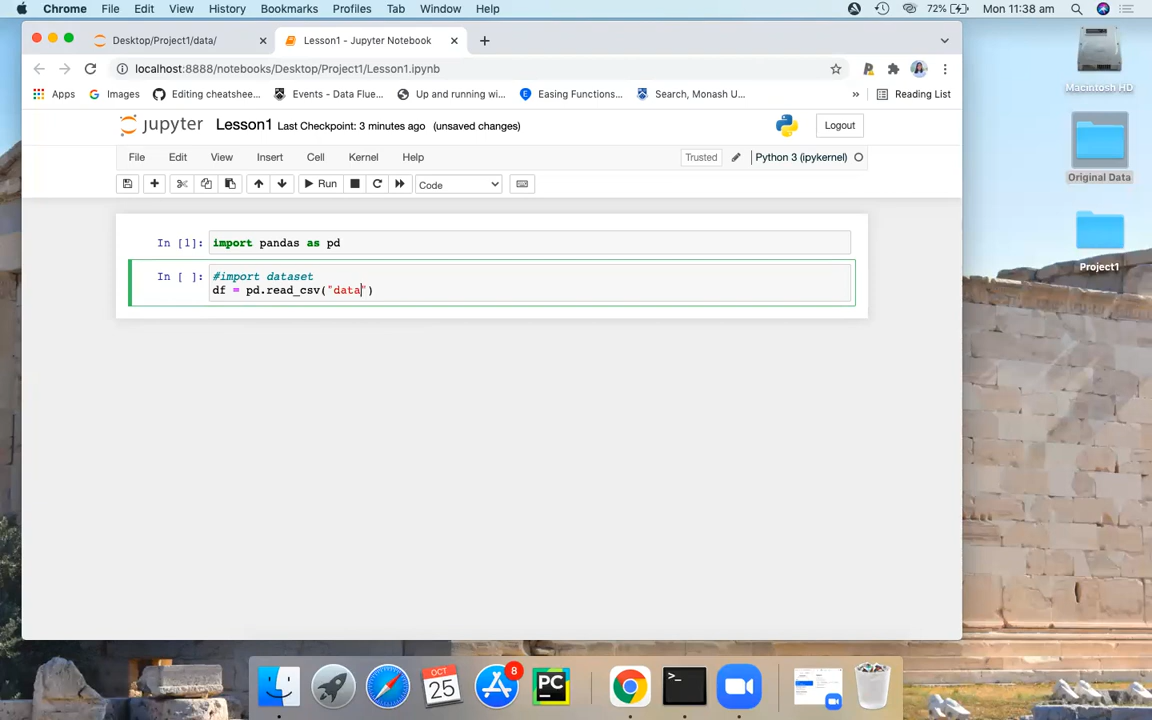 Chrome File Edit View History Bookmarks Profiles Tab Window Help 72% Mon 11:38 am
Desktop/Project1/data/ Lesson1 - Jupyter Notebook
localhost:8888/notebooks/Desktop/Project1/Lesson1.ipynb
Apps Images Editing cheatshee... Events - Data Flue... Up and running wi... Easing Functions... Search, Monash U... » Reading List
jupyter Lesson1 Last Checkpoint: 3 minutes ago (unsaved changes) Logout
File Edit View Insert Cell Kernel Help Trusted Python 3 (ipykernel)
Run Code
In [1]: import pandas as pd
In [ ]: #import dataset
df = pd.read_csv("data")
Macintosh HD
Original Data
Project1
OCT
25
8
PC
>_